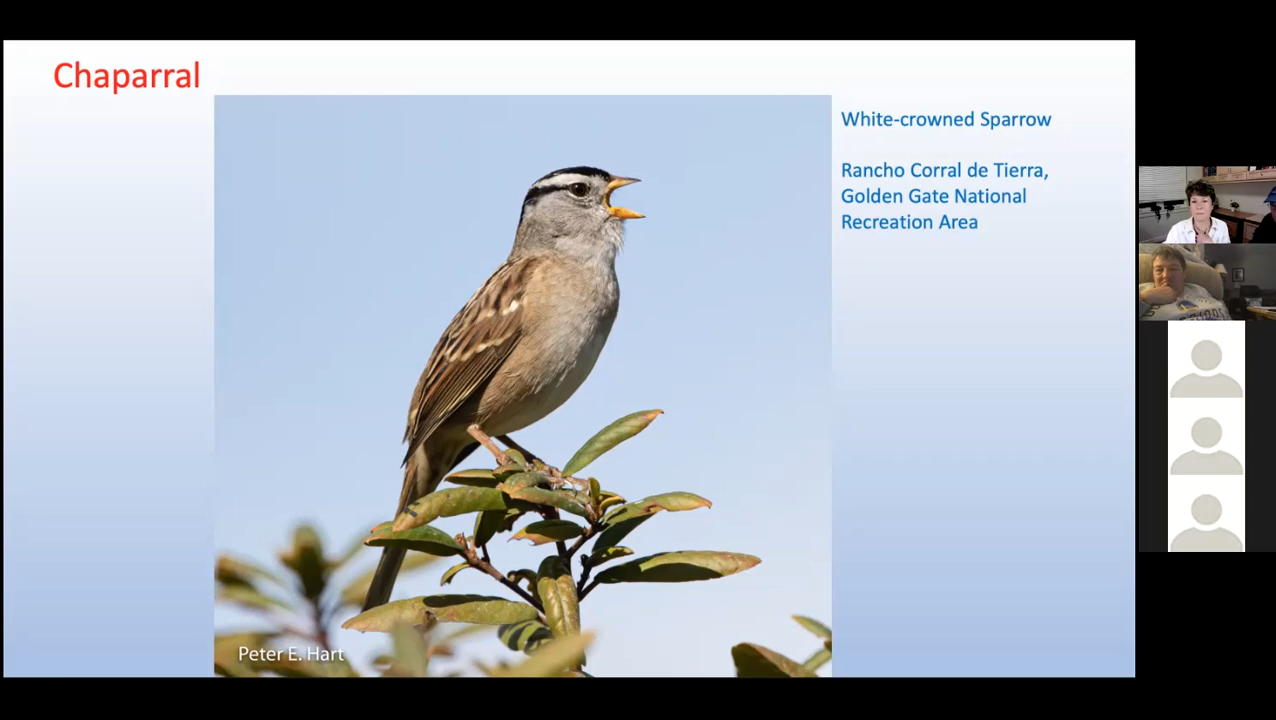 Chaparral
White-crowned Sparrow
Rancho Corral de Tierra,
Golden Gate National
Recreation Area
Peter E. Hart